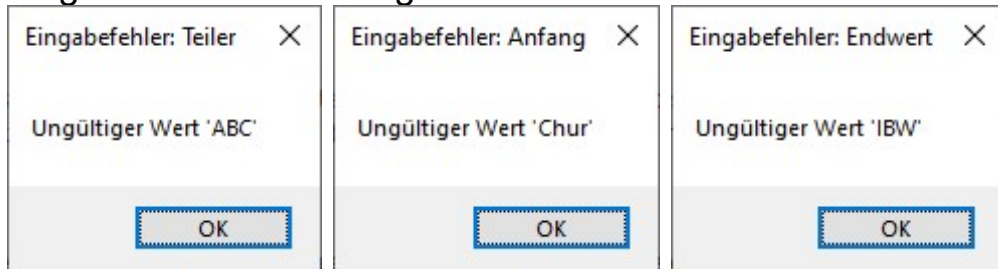 Eingabefehler: Teiler
Ungültiger Wert 'ABC'
OK
Eingabefehler: Anfang
Ungültiger Wert 'Chur'
OK
Eingabefehler: Endwert
Ungültiger Wert 'IBW'
OK